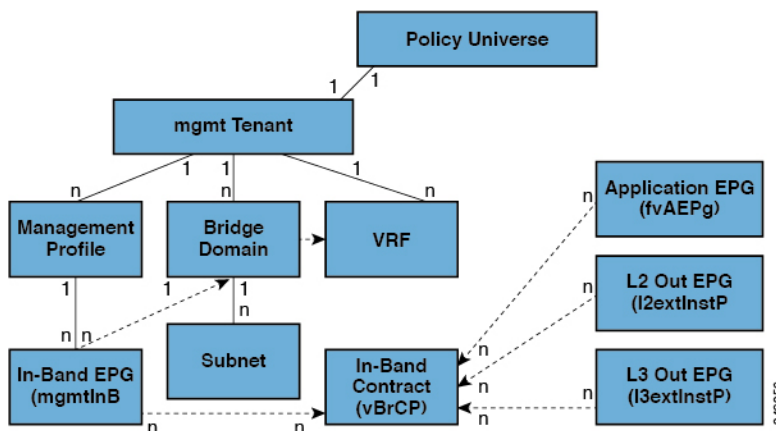 Policy Universe
1
1
mgmt Tenant
1
1
1
n
n
n
n
Management
Profile
Bridge
Domain
VRF
Application EPG
(fvAEPg)
1
1
1
n
n
n
n
L2 Out EPG
(l2extInstP
In-Band EPG
(mgmtInB
Subnet
In-Band
Contract
(vBrCP)
n
n
n
L3 Out EPG
(l3extInstP)
n
n
n
n